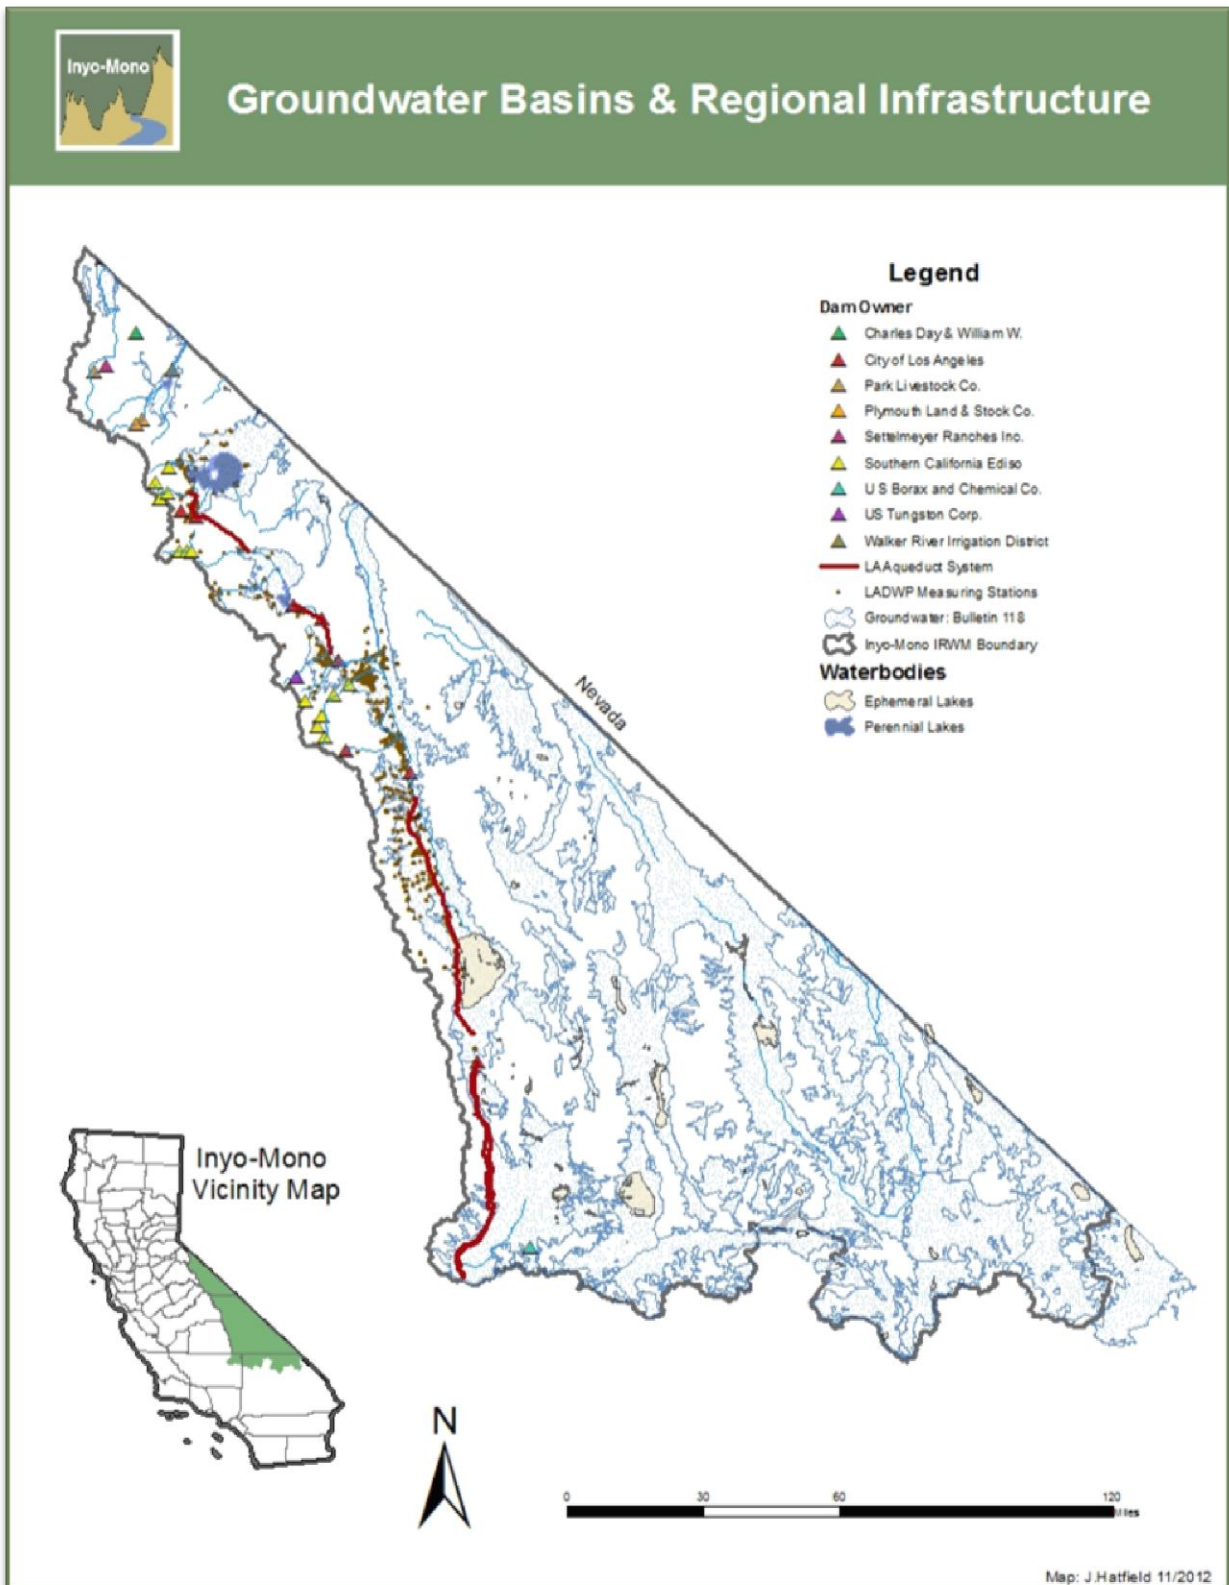 Inyo-Mono
Groundwater Basins & Regional Infrastructure
Legend
Dam Owner
Charles Day & William W.
City of Los Angeles
Park Livestock Co.
Plymouth Land & Stock Co.
Settelmeyer Ranches Inc.
Southern California Ediso
U S Borax and Chemical Co.
US Tungston Corp.
Walker River Irrigation District
LA Aqueduct System
LADWP Measuring Stations
Groundwater: Bulletin 118
Inyo-Mono IRWM Boundary
Waterbodies
Ephemeral Lakes
Perennial Lakes
Nevada
Inyo-Mono
Vicinity Map
N
0 30 60 120
Miles
Map: J.Hatfield 11/2012